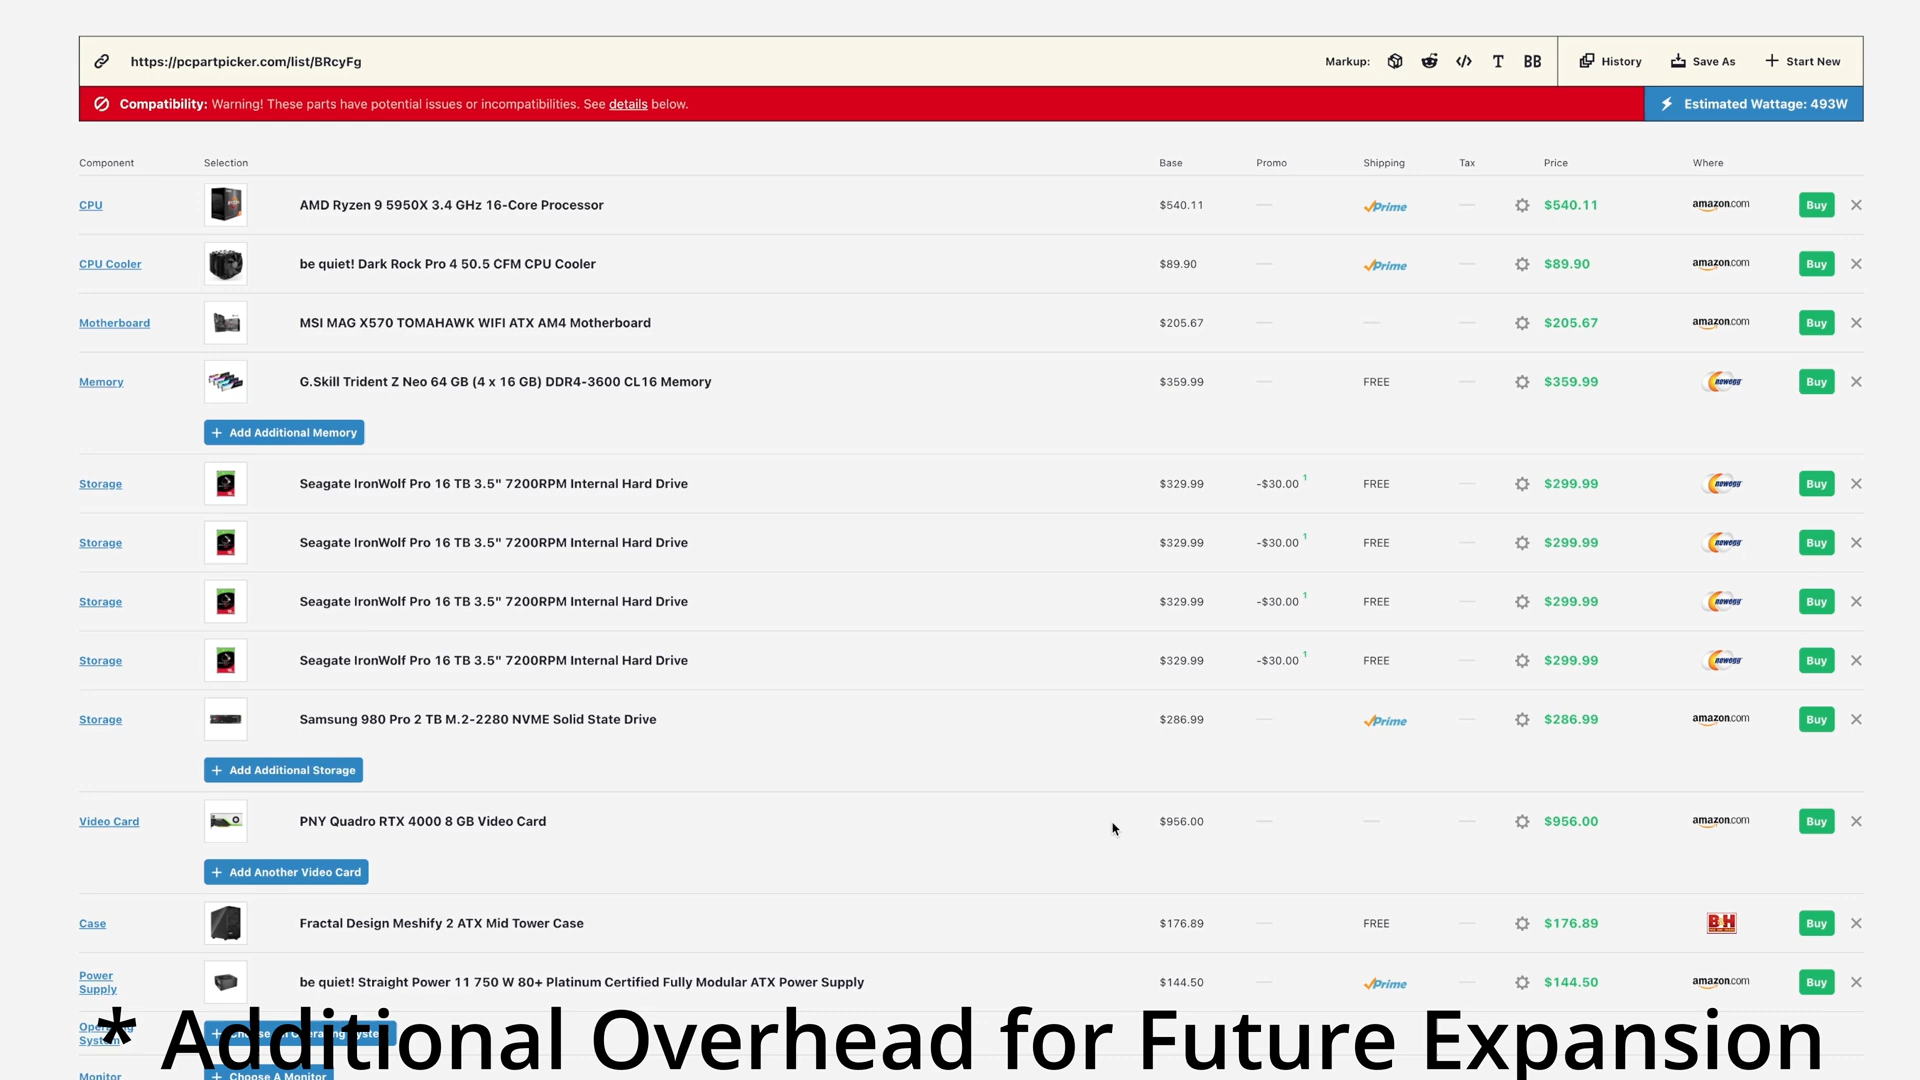 https://pcpartpicker.com/list/BRcyFg Markup: T BB History Save As + Start New
Compatibility: Warning! These parts have potential issues or incompatibilities. See details below. Estimated Wattage: 493W
Component Selection Base Promo Shipping Tax Price Where
CPU AMD Ryzen 9 5950X 3.4 GHz 16-Core Processor $540.11 — Prime — $540.11 amazon.com Buy
CPU Cooler be quiet! Dark Rock Pro 4 50.5 CFM CPU Cooler $89.90 — Prime — $89.90 amazon.com Buy
Motherboard MSI MAG X570 TOMAHAWK WIFI ATX AM4 Motherboard $205.67 — — — $205.67 amazon.com Buy
Memory G.Skill Trident Z Neo 64 GB (4 x 16 GB) DDR4-3600 CL16 Memory $359.99 — FREE — $359.99 newegg Buy
+ Add Additional Memory
Storage Seagate IronWolf Pro 16 TB 3.5" 7200RPM Internal Hard Drive $329.99 -$30.00 1 FREE — $299.99 newegg Buy
Storage Seagate IronWolf Pro 16 TB 3.5" 7200RPM Internal Hard Drive $329.99 -$30.00 1 FREE — $299.99 newegg Buy
Storage Seagate IronWolf Pro 16 TB 3.5" 7200RPM Internal Hard Drive $329.99 -$30.00 1 FREE — $299.99 newegg Buy
Storage Seagate IronWolf Pro 16 TB 3.5" 7200RPM Internal Hard Drive $329.99 -$30.00 1 FREE — $299.99 newegg Buy
Storage Samsung 980 Pro 2 TB M.2-2280 NVME Solid State Drive $286.99 — Prime — $286.99 amazon.com Buy
+ Add Additional Storage
Video Card PNY Quadro RTX 4000 8 GB Video Card $956.00 — — — $956.00 amazon.com Buy
+ Add Another Video Card
Case Fractal Design Meshify 2 ATX Mid Tower Case $176.89 — FREE — $176.89 B&H Buy
Power Supply be quiet! Straight Power 11 750 W 80+ Platinum Certified Fully Modular ATX Power Supply $144.50 — Prime — $144.50 amazon.com Buy
Operating System
* Additional Overhead for Future Expansion
Monitor + Choose A Monitor